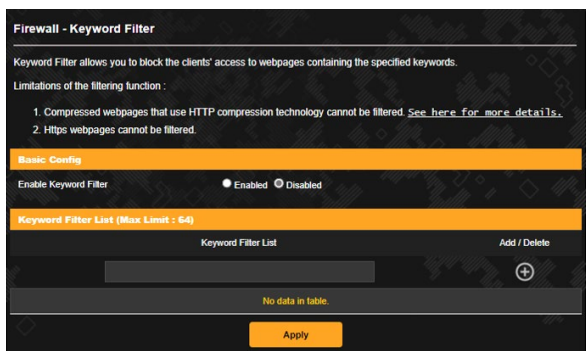 Firewall - Keyword Filter
Keyword Filter allows you to block the clients' access to webpages containing the specified keywords.
Limitations of the filtering function :
1. Compressed webpages that use HTTP compression technology cannot be filtered. See here for more details.
2. Https webpages cannot be filtered.
Basic Config
Enable Keyword Filter Enabled Disabled
Keyword Filter List (Max Limit : 64)
Keyword Filter List Add / Delete
No data in table.
Apply